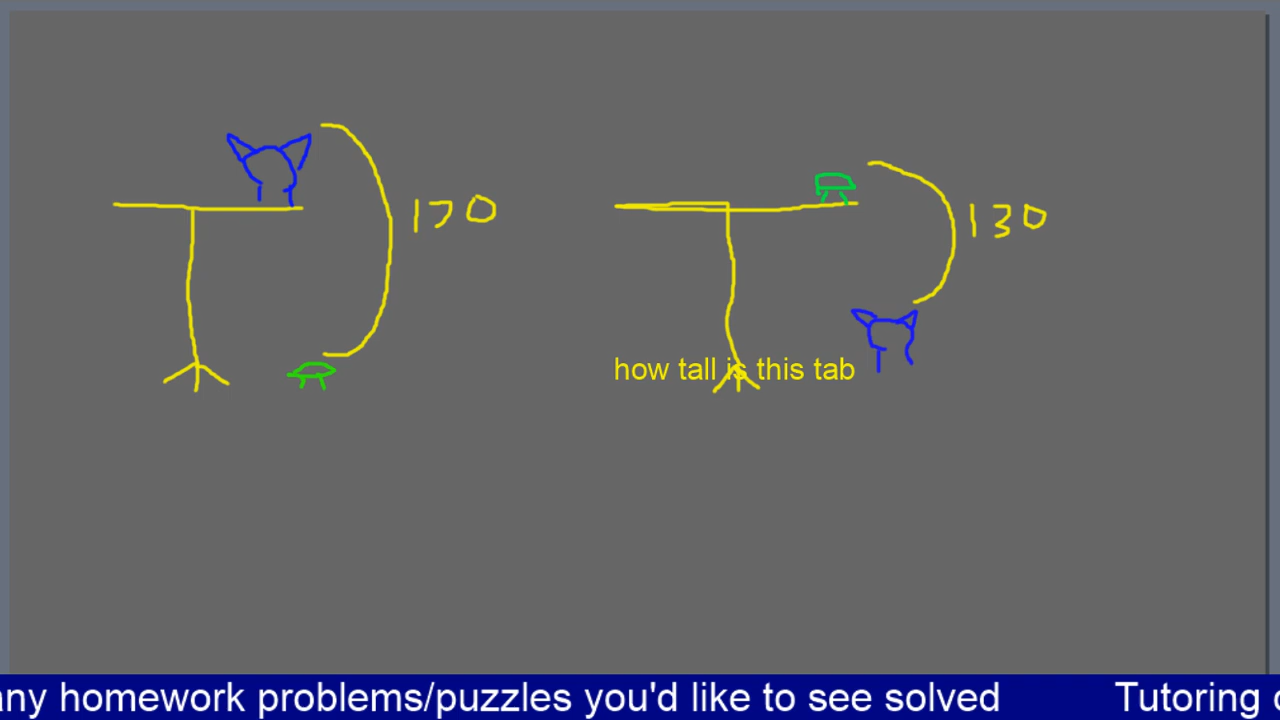 170
130
how tall is this tab
any homework problems/puzzles you'd like to see solved Tutoring